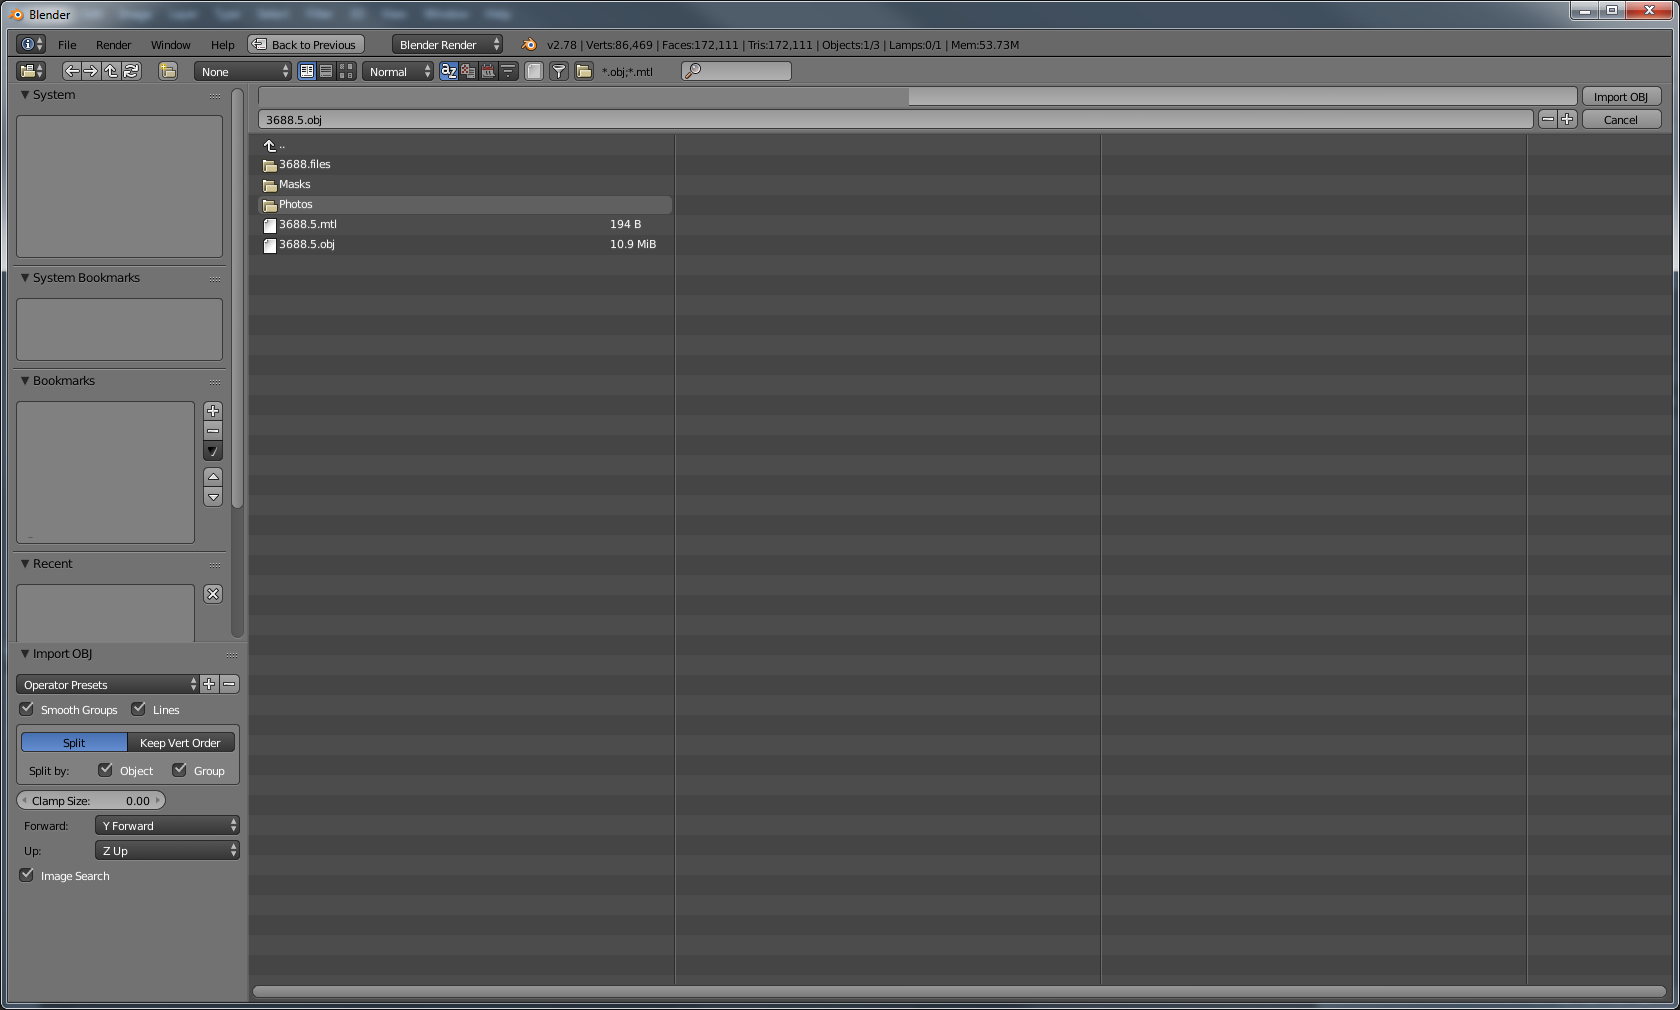 Blender
File Render Window Help Back to Previous Blender Render v2.78 | Verts:86,469 | Faces:172,111 | Tris:172,111 | Objects:1/3 | Lamps:0/1 | Mem:53.73M
None Normal *.obj;*.mtl
System
Import OBJ
3688.5.obj
Cancel
..
3688.files
Masks
Photos
3688.5.mtl 194 B
3688.5.obj 10.9 MiB
System Bookmarks
Bookmarks
Recent
Import OBJ
Operator Presets
Smooth Groups Lines
Split Keep Vert Order
Split by: Object Group
Clamp Size: 0.00
Forward: Y Forward
Up: Z Up
Image Search